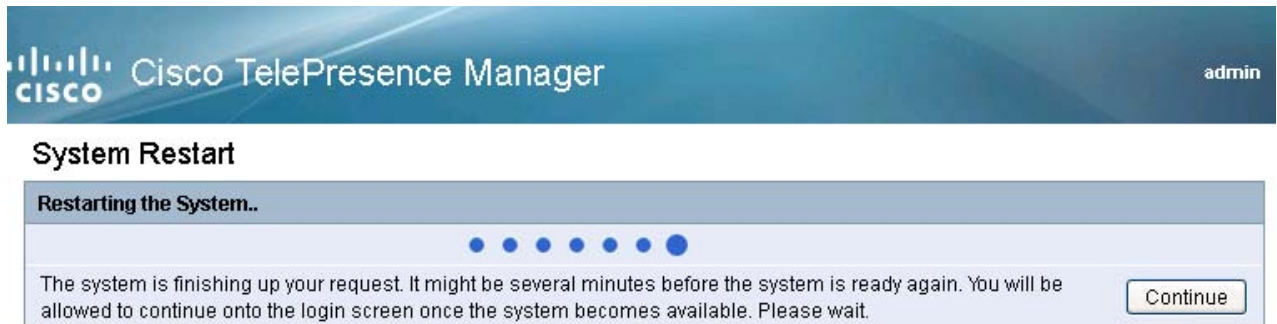 CISCO
Cisco TelePresence Manager
admin
System Restart
Restarting the System..
The system is finishing up your request. It might be several minutes before the system is ready again. You will be
allowed to continue onto the login screen once the system becomes available. Please wait.
Continue